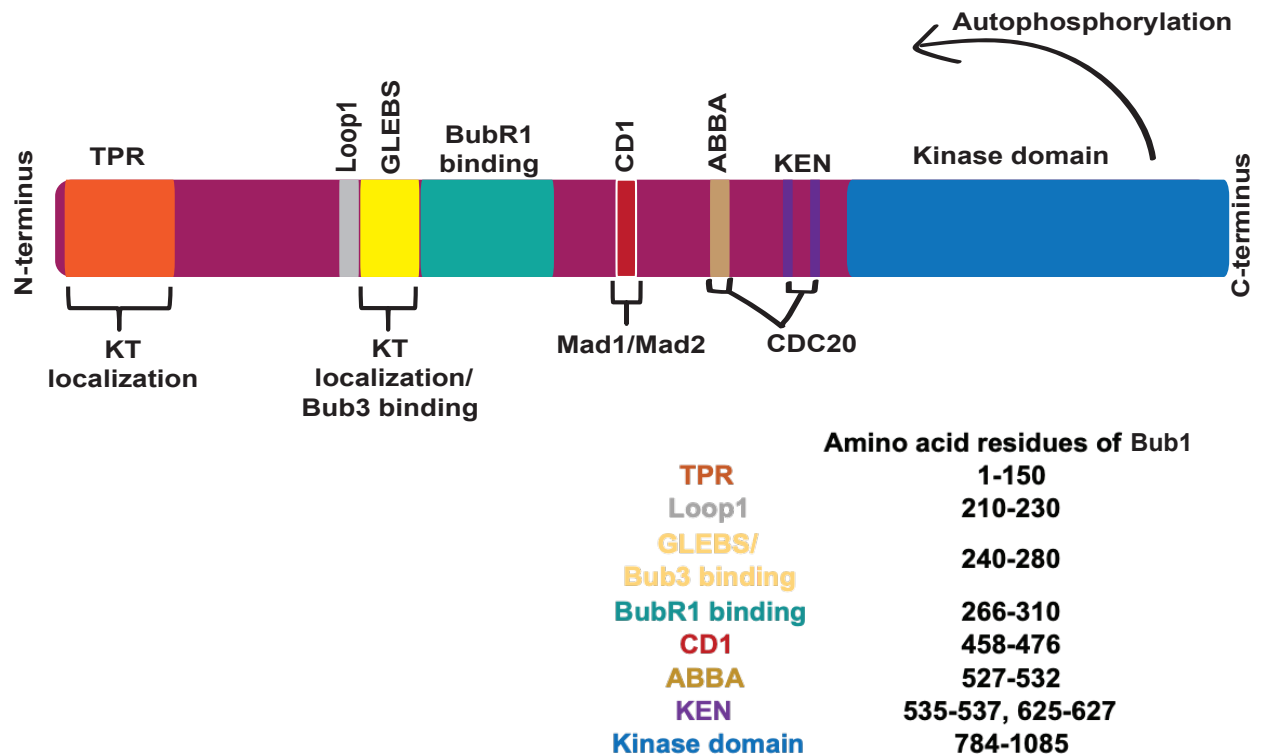 Autophosphorylation
N-terminus
TPR
Loop1
GLEBS
BubR1
binding
CD1
ABBA
KEN
Kinase domain
C-terminus
KT
localization
KT
localization/
Bub3 binding
Mad1/Mad2
CDC20
Amino acid residues of Bub1
TPR 1-150
Loop1 210-230
GLEBS/
Bub3 binding 240-280
BubR1 binding 266-310
CD1 458-476
ABBA 527-532
KEN 535-537, 625-627
Kinase domain 784-1085